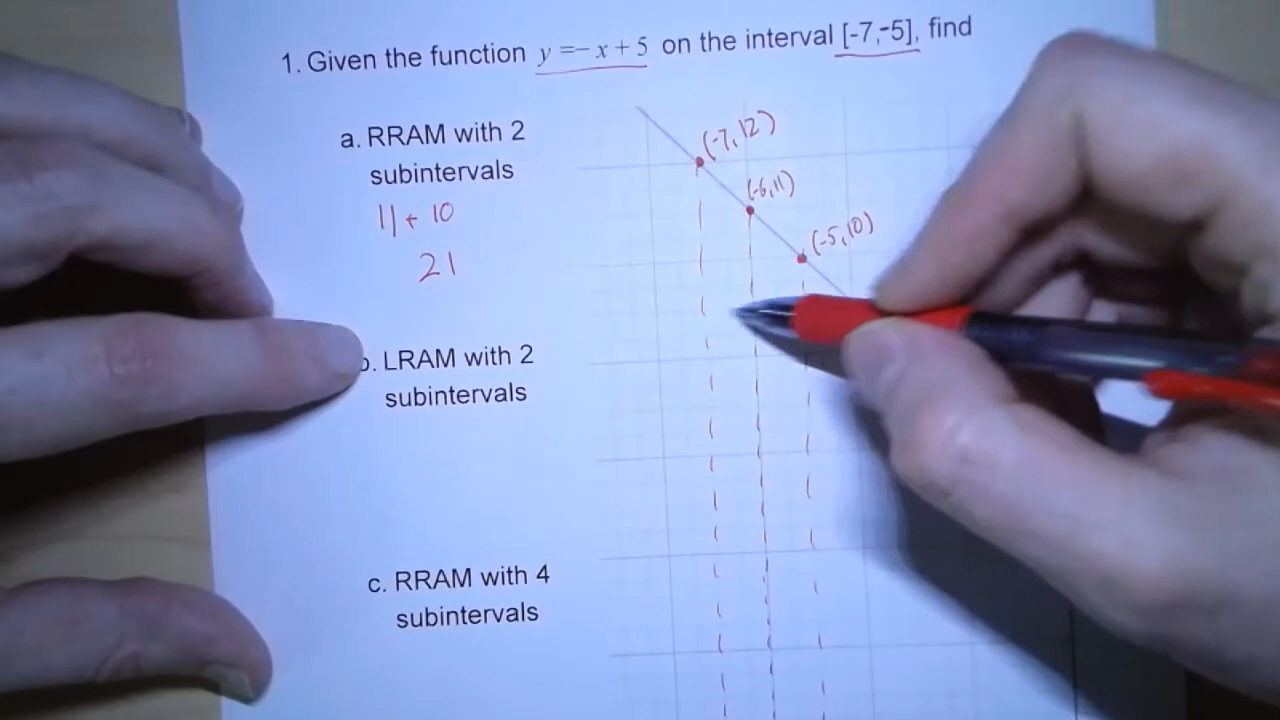 1. Given the function y =− x + 5 on the interval [-7,-5], find
a. RRAM with 2
subintervals
11 + 10
21
(-7,12)
(-6,11)
(-5,10)
b. LRAM with 2
subintervals
c. RRAM with 4
subintervals